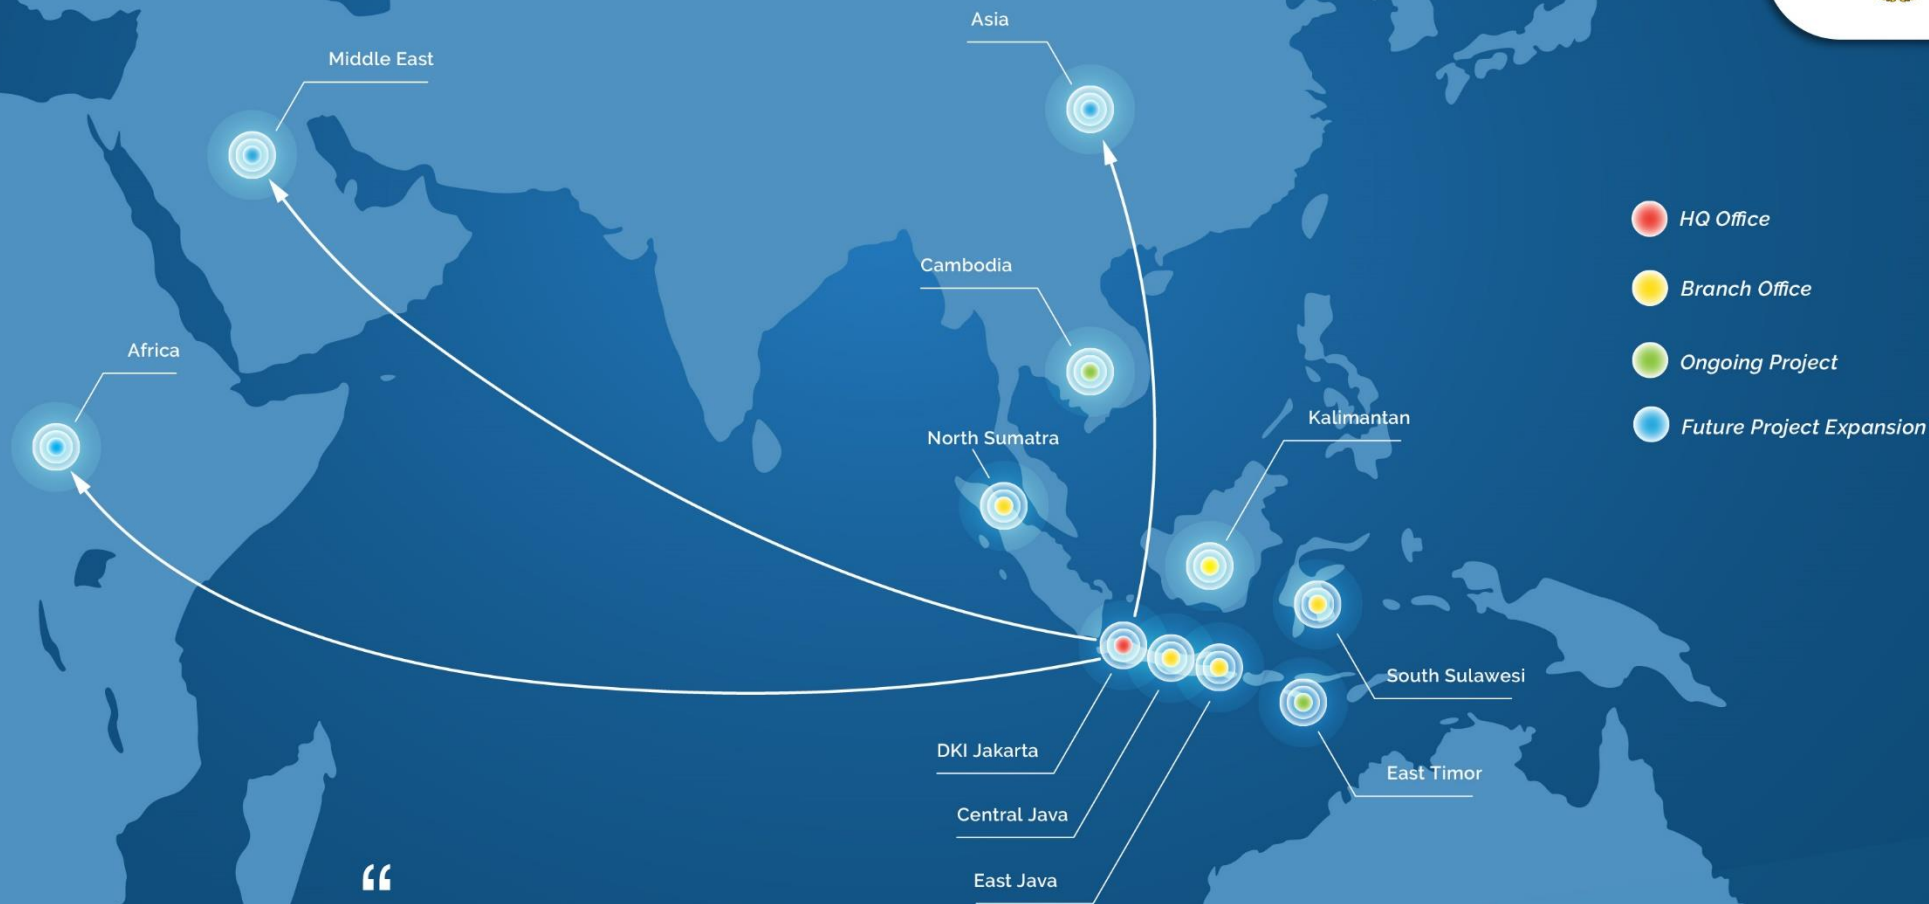 Asia
Middle East
HQ Office
Cambodia
Branch Office
Africa
Ongoing Project
Kalimantan
Future Project Expansion
North Sumatra
South Sulawesi
DKI Jakarta
East Timor
Central Java
East Java
“